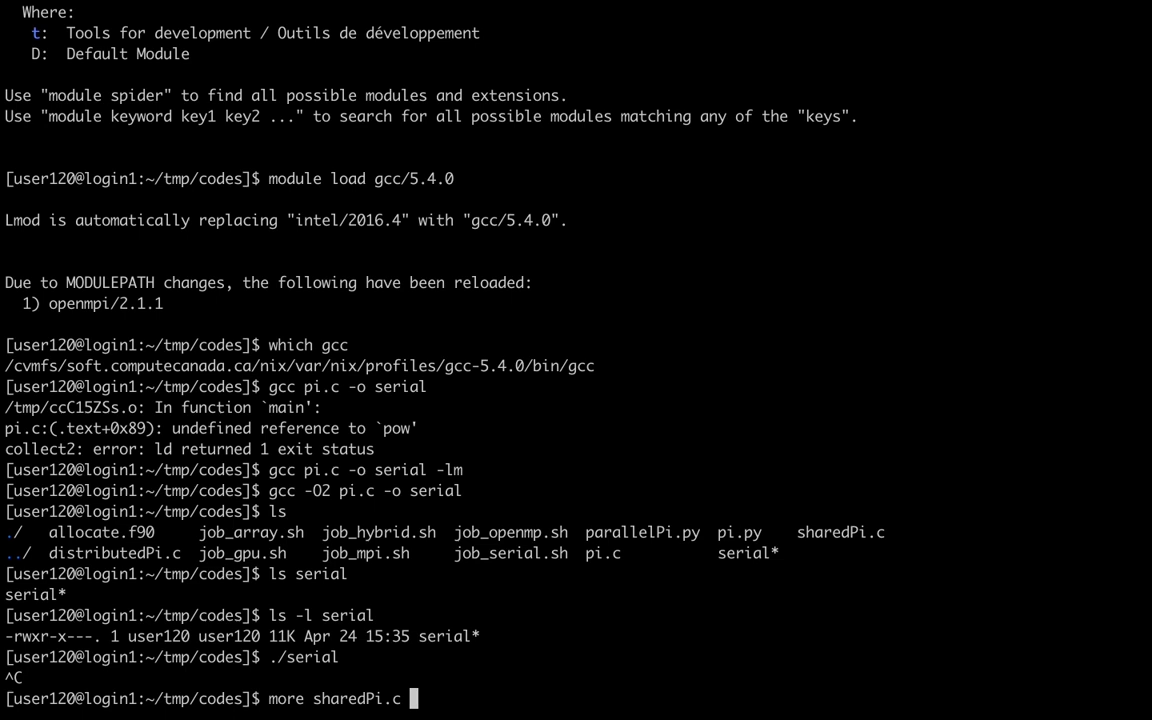 Where:
t:  Tools for development / Outils de développement
D:  Default Module
Use "module spider" to find all possible modules and extensions.
Use "module keyword key1 key2 ..." to search for all possible modules matching any of the "keys".
[user120@login1:~/tmp/codes]$ module load gcc/5.4.0
Lmod is automatically replacing "intel/2016.4" with "gcc/5.4.0".
Due to MODULEPATH changes, the following have been reloaded:
1) openmpi/2.1.1
[user120@login1:~/tmp/codes]$ which gcc
/cvmfs/soft.computecanada.ca/nix/var/nix/profiles/gcc-5.4.0/bin/gcc
[user120@login1:~/tmp/codes]$ gcc pi.c -o serial
/tmp/ccC15ZSs.o: In function `main':
pi.c:(.text+0x89): undefined reference to `pow'
collect2: error: ld returned 1 exit status
[user120@login1:~/tmp/codes]$ gcc pi.c -o serial -lm
[user120@login1:~/tmp/codes]$ gcc -O2 pi.c -o serial
[user120@login1:~/tmp/codes]$ ls
./   allocate.f90     job_array.sh  job_hybrid.sh  job_openmp.sh  parallelPi.py  pi.py    sharedPi.c
../  distributedPi.c  job_gpu.sh    job_mpi.sh     job_serial.sh  pi.c           serial*
[user120@login1:~/tmp/codes]$ ls serial
serial*
[user120@login1:~/tmp/codes]$ ls -l serial
-rwxr-x---. 1 user120 user120 11K Apr 24 15:35 serial*
[user120@login1:~/tmp/codes]$ ./serial
^C
[user120@login1:~/tmp/codes]$ more sharedPi.c